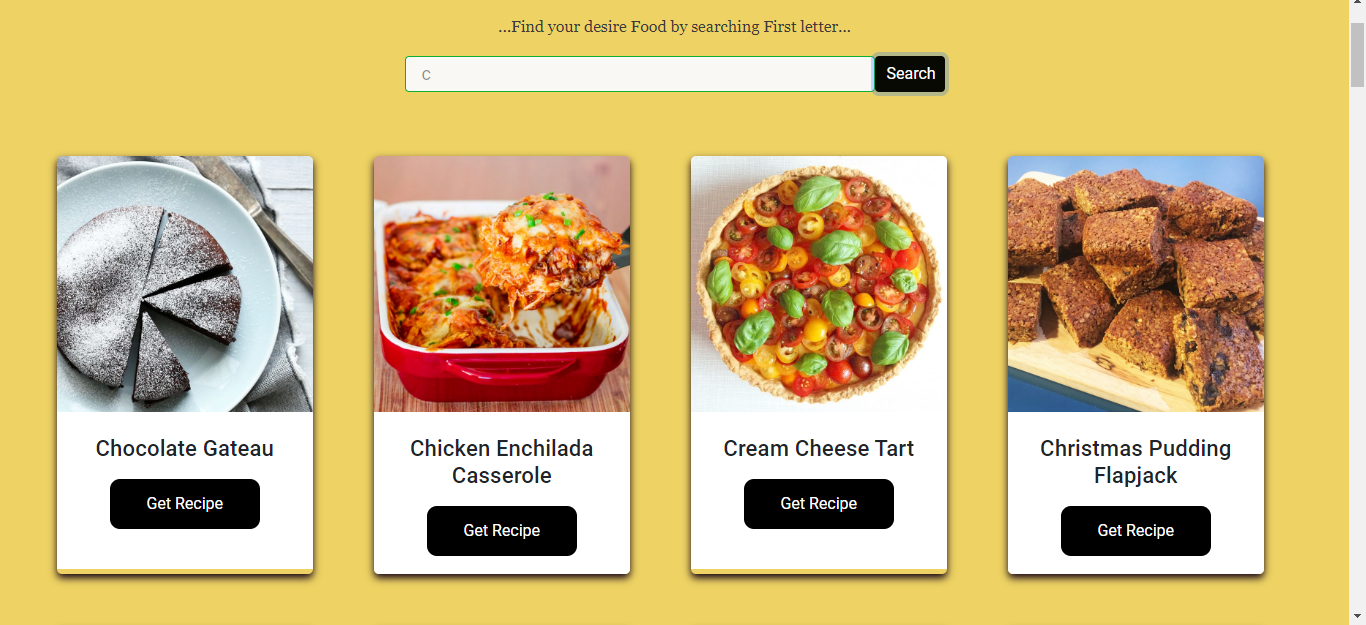 ...Find your desire Food by searching First letter...
C
Search
Chocolate Gateau
Get Recipe
Chicken Enchilada
Casserole
Get Recipe
Cream Cheese Tart
Get Recipe
Christmas Pudding
Flapjack
Get Recipe